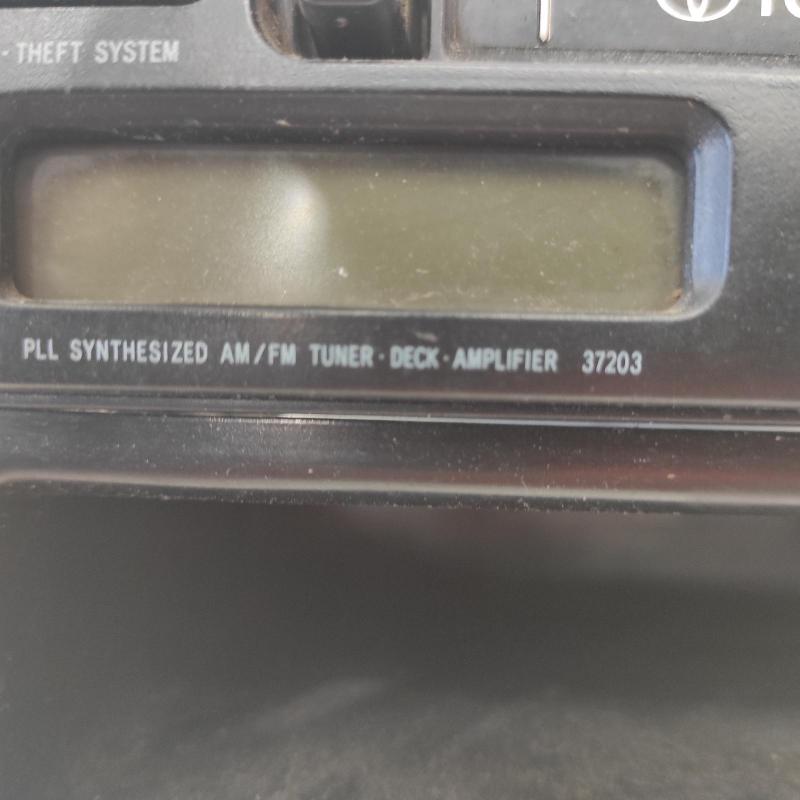 - THEFT SYSTEM
PLL SYNTHESIZED AM/FM TUNER·DECK·AMPLIFIER 37203